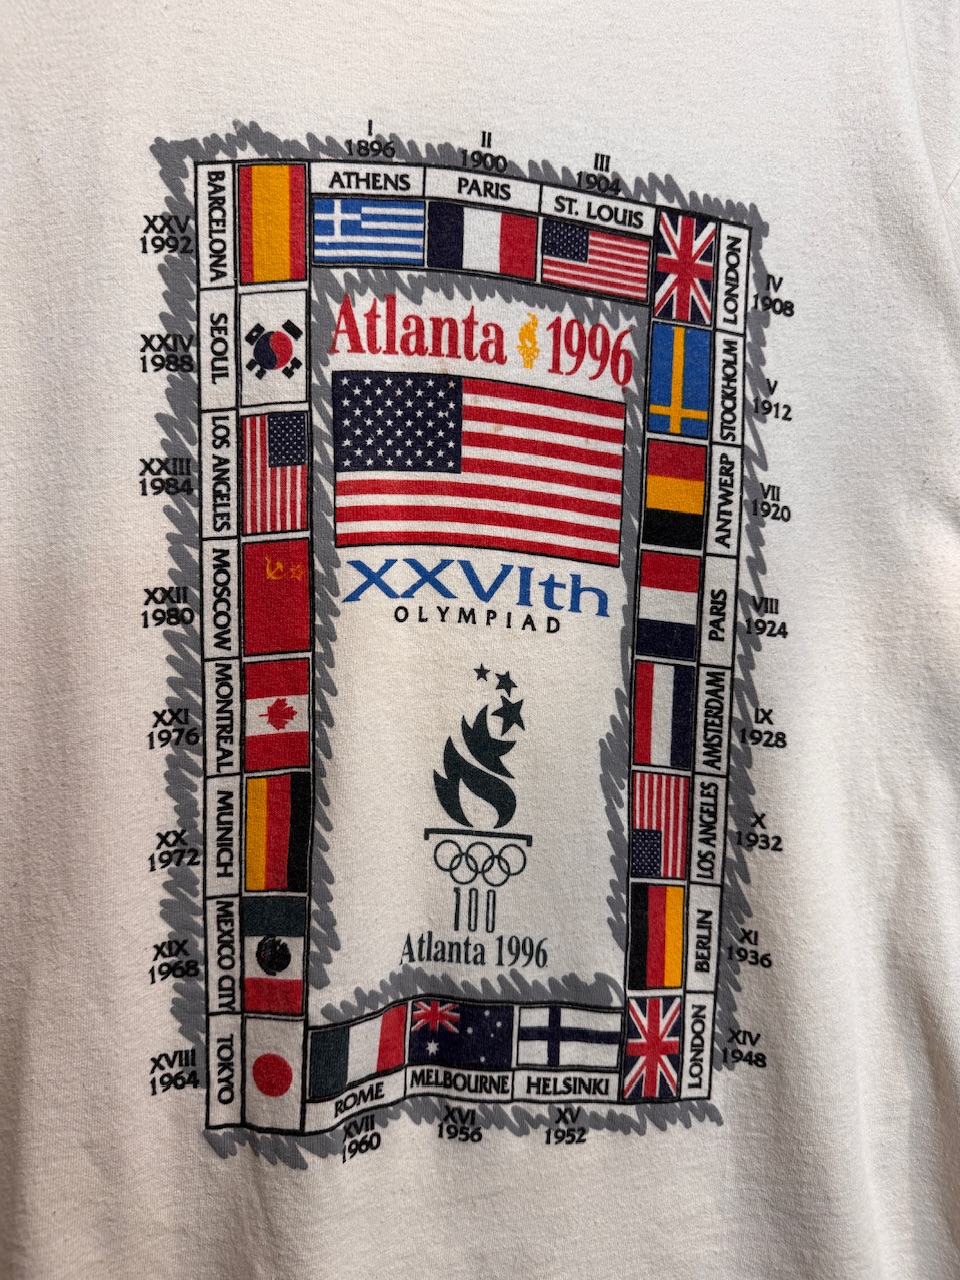 I
1896
II
1900
III
1904
ATHENS
PARIS
ST. LOUIS
IV
1908
LONDON
V
1912
STOCKHOLM
VII
1920
ANTWERP
VIII
1924
PARIS
IX
1928
AMSTERDAM
X
1932
LOS ANGELES
XI
1936
BERLIN
XIV
1948
LONDON
XV
1952
HELSINKI
XVI
1956
MELBOURNE
XVII
1960
ROME
XVIII
1964
TOKYO
XIX
1968
MEXICO CITY
XX
1972
MUNICH
XXI
1976
MONTREAL
XXII
1980
MOSCOW
XXIII
1984
LOS ANGELES
XXIV
1988
SEOUL
XXV
1992
BARCELONA
Atlanta 1996
XXVIth
OLYMPIAD
100
Atlanta 1996